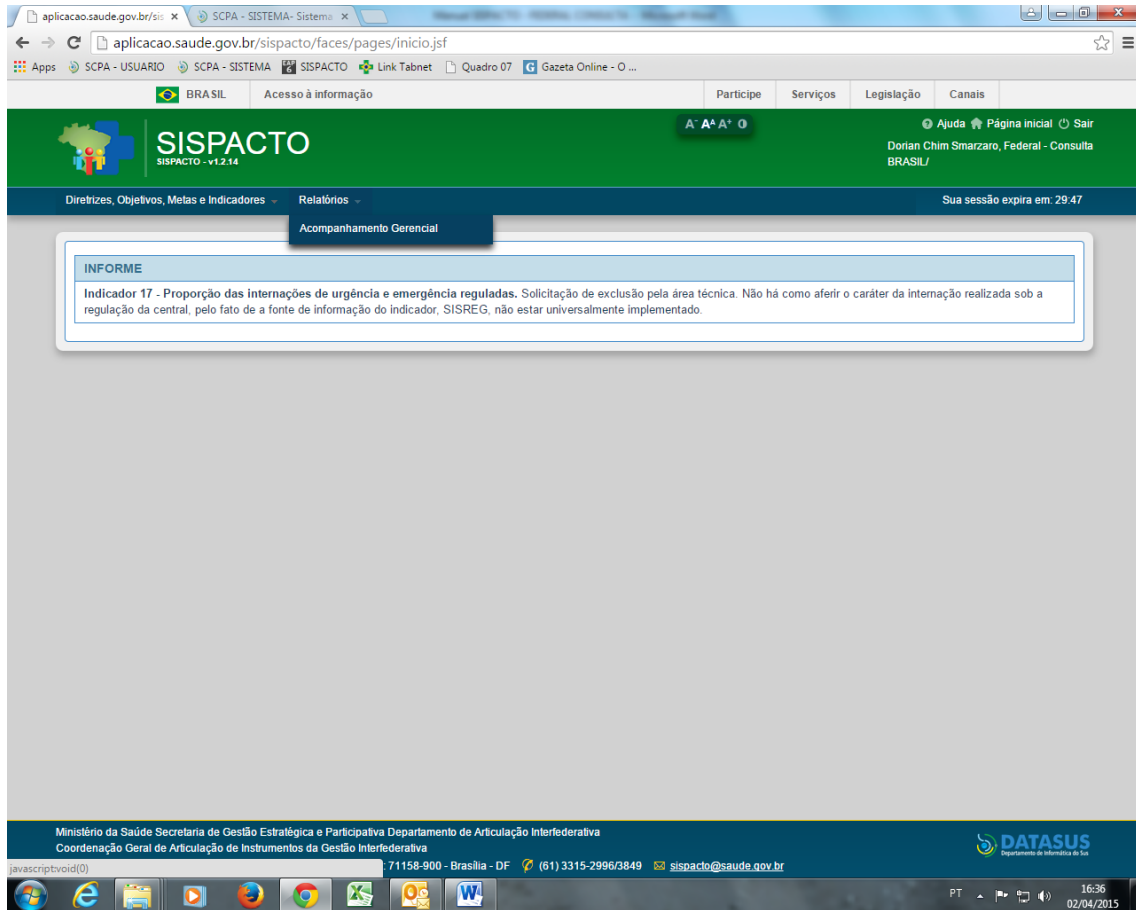 aplicacao.saude.gov.br/sis
SCPA - SISTEMA- Sistema
aplicacao.saude.gov.br/sispacto/faces/pages/inicio.jsf
Apps SCPA - USUARIO SCPA - SISTEMA SISPACTO Link Tabnet Quadro 07 Gazeta Online - O ...
BRASIL Acesso à informação Participe Serviços Legislação Canais
A- AA A+
Ajuda Página inicial Sair
SISPACTO
SISPACTO - v1.2.14
Dorian Chim Smarzaro, Federal - Consulta
BRASIL/
Diretrizes, Objetivos, Metas e Indicadores Relatórios Sua sessão expira em: 29:47
Acompanhamento Gerencial
INFORME
Indicador 17 - Proporção das internações de urgência e emergência reguladas. Solicitação de exclusão pela área técnica. Não há como aferir o caráter da internação realizada sob a
regulação da central, pelo fato de a fonte de informação do indicador, SISREG, não estar universalmente implementado.
Ministério da Saúde Secretaria de Gestão Estratégica e Participativa Departamento de Articulação Interfederativa
Coordenação Geral de Articulação de Instrumentos da Gestão Interfederativa
: 71158-900 - Brasília - DF (61) 3315-2996/3849 sispacto@saude.gov.br
DATASUS
Departamento de Informática do Sus
javascript:void(0)
PT 16:36
02/04/2015